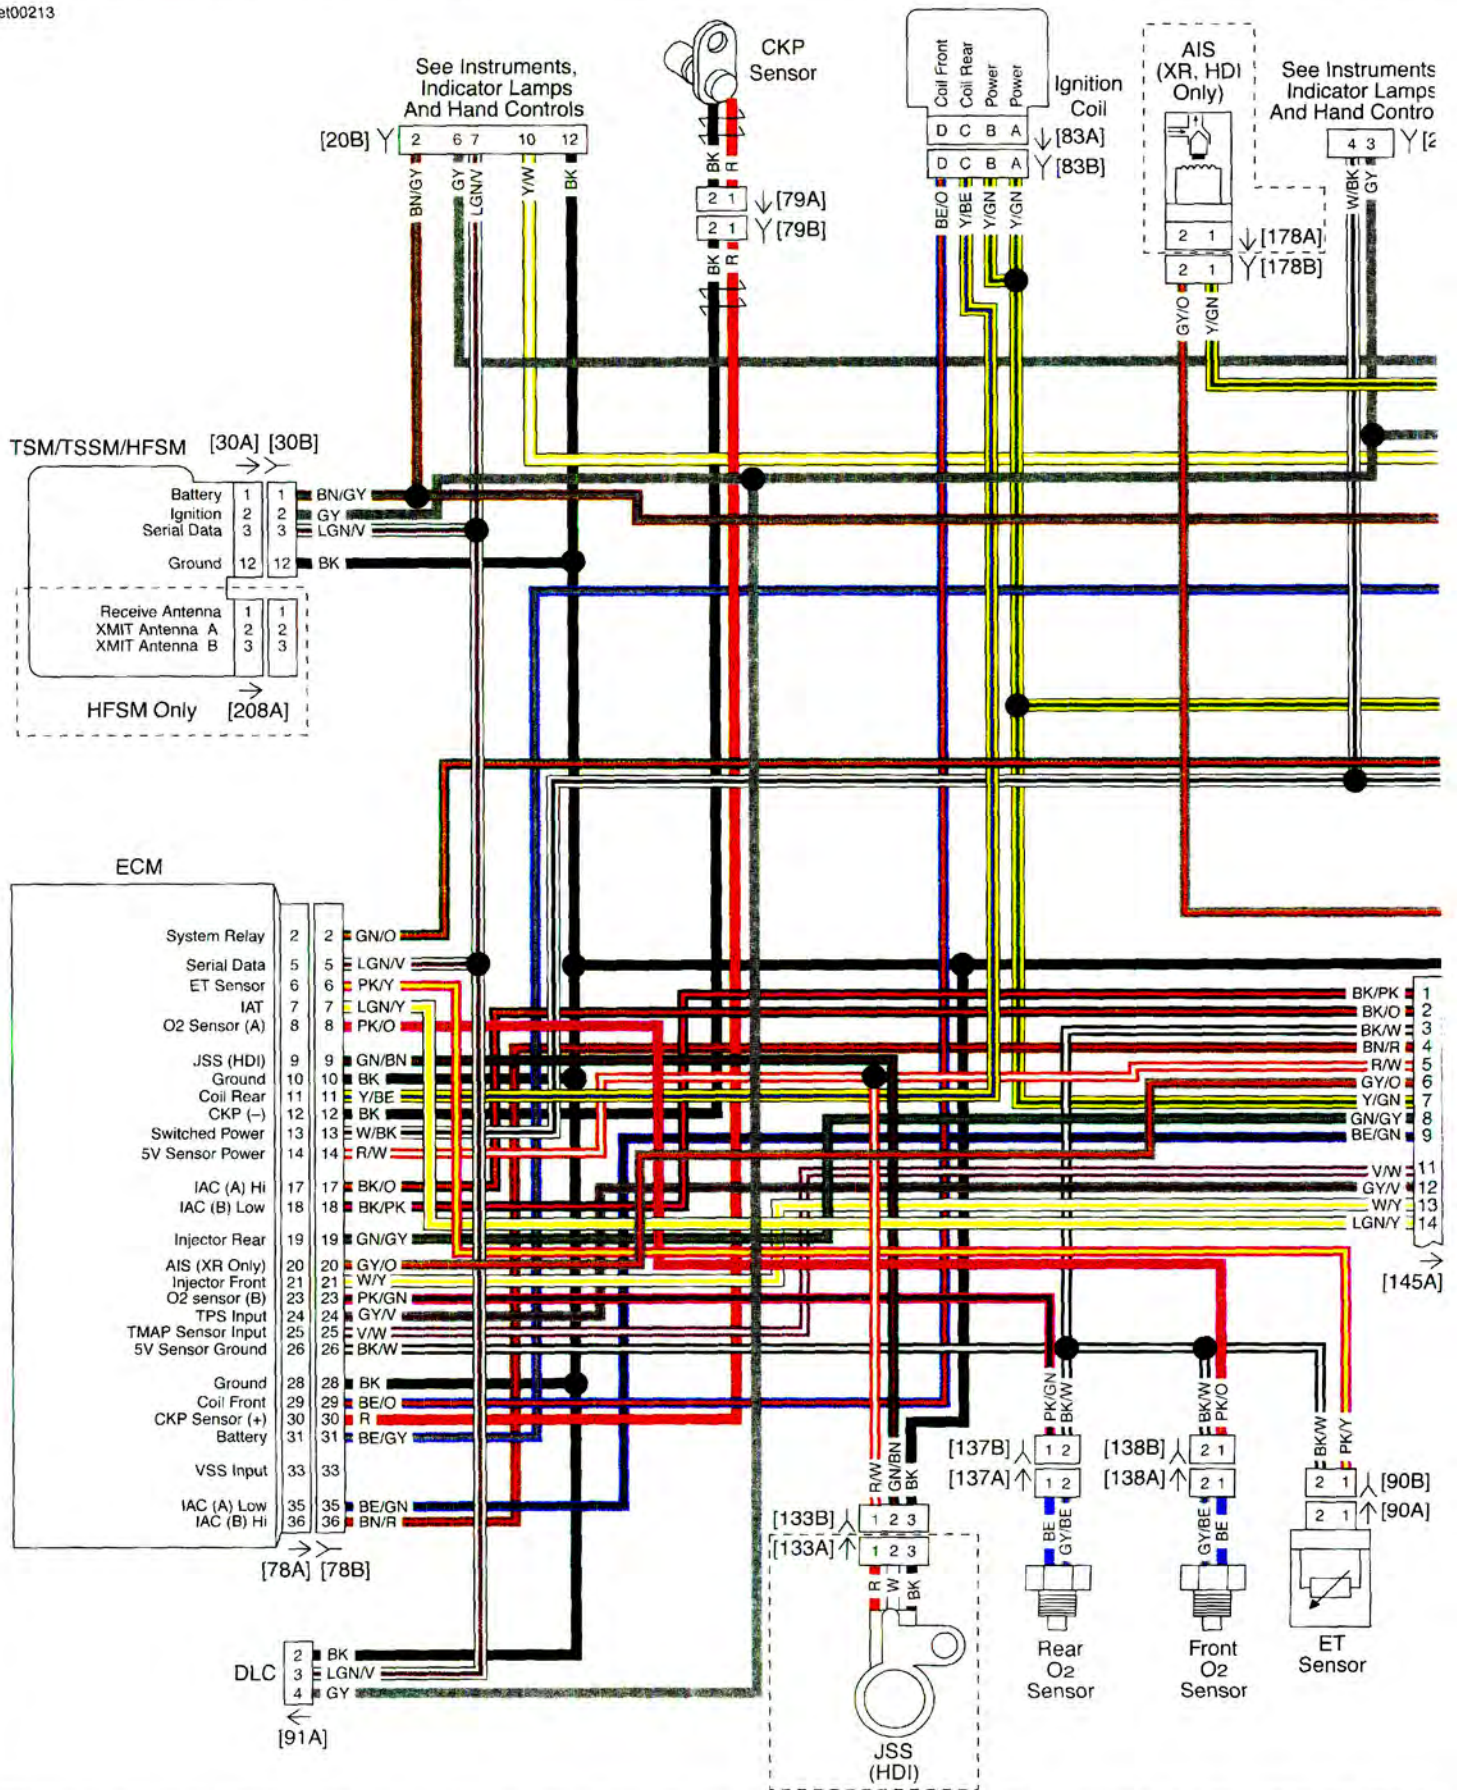 et00213
See Instruments,
Indicator Lamps
And Hand Controls
[20B] 2 6 7 10 12
BN/GY GY LGN/V Y/W BK
CKP
Sensor
BK R
2 1 [79A]
2 1 [79B]
BK R
Coil Front Coil Rear Power Power
Ignition
Coil
D C B A [83A]
D C B A [83B]
BE/O Y/BE Y/GN Y/GN
AIS
(XR, HDI
Only)
2 1 [178A]
2 1 [178B]
GY/O Y/GN
See Instruments
Indicator Lamps
And Hand Contro
4 3 [2
W/BK GY
TSM/TSSM/HFSM [30A] [30B]
Battery 1 1 BN/GY
Ignition 2 2 GY
Serial Data 3 3 LGN/V
Ground 12 12 BK
Receive Antenna 1 1
XMIT Antenna A 2 2
XMIT Antenna B 3 3
HFSM Only [208A]
ECM
System Relay 2 2 GN/O
Serial Data 5 5 LGN/V
ET Sensor 6 6 PK/Y
IAT 7 7 LGN/Y
O2 Sensor (A) 8 8 PK/O
JSS (HDI) 9 9 GN/BN
Ground 10 10 BK
Coil Rear 11 11 Y/BE
CKP (–) 12 12 BK
Switched Power 13 13 W/BK
5V Sensor Power 14 14 R/W
IAC (A) Hi 17 17 BK/O
IAC (B) Low 18 18 BK/PK
Injector Rear 19 19 GN/GY
AIS (XR Only) 20 20 GY/O
Injector Front 21 21 W/Y
O2 sensor (B) 23 23 PK/GN
TPS Input 24 24 GY/V
TMAP Sensor Input 25 25 V/W
5V Sensor Ground 26 26 BK/W
Ground 28 28 BK
Coil Front 29 29 BE/O
CKP Sensor (+) 30 30 R
Battery 31 31 BE/GY
VSS Input 33 33
IAC (A) Low 35 35 BE/GN
IAC (B) Hi 36 36 BN/R
[78A] [78B]
BK/PK 1
BK/O 2
BK/W 3
BN/R 4
R/W 5
GY/O 6
Y/GN 7
GN/GY 8
BE/GN 9
V/W 11
GY/V 12
W/Y 13
LGN/Y 14
[145A]
R/W GN/BN BK
[133B] 1 2 3
[133A] 1 2 3
R W BK
JSS
(HDI)
PK/GN BK/W
[137B] 1 2
[137A] 1 2
BE GY/BE
Rear
O2
Sensor
BK/W PK/O
[138B] 2 1
[138A] 2 1
GY/BE BE
Front
O2
Sensor
BK/W PK/Y
2 1 [90B]
2 1 [90A]
ET
Sensor
DLC
2 BK
3 LGN/V
4 GY
[91A]